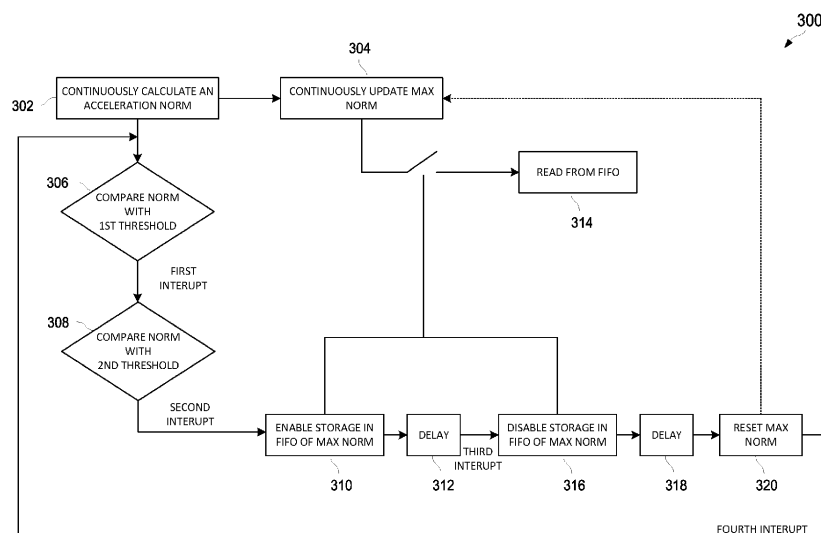 300
304
302
CONTINUOUSLY CALCULATE AN
ACCELERATION NORM
CONTINUOUSLY UPDATE MAX
NORM
306
COMPARE NORM
WITH
1ST THRESHOLD
READ FROM FIFO
314
FIRST
INTERUPT
308
COMPARE NORM
WITH
2ND THRESHOLD
SECOND
INTERUPT
ENABLE STORAGE IN
FIFO OF MAX NORM
310
DELAY
312
THIRD
INTERUPT
DISABLE STORAGE IN
FIFO OF MAX NORM
316
DELAY
318
RESET MAX
NORM
320
FOURTH INTERUPT